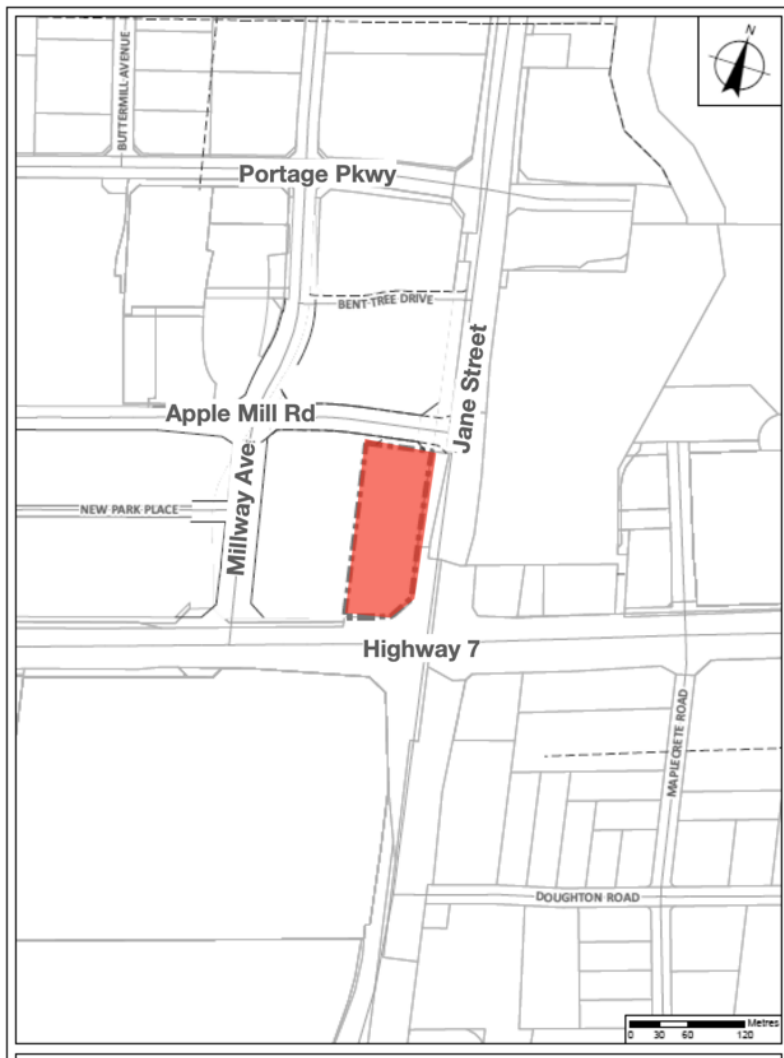 N
BUTTERMILL AVENUE
Portage Pkwy
BENT TREE DRIVE
Jane Street
Apple Mill Rd
Millway Ave
NEW PARK PLACE
Highway 7
MAPLECRETE ROAD
DOUGHTON ROAD
Metres
0 30 60 120